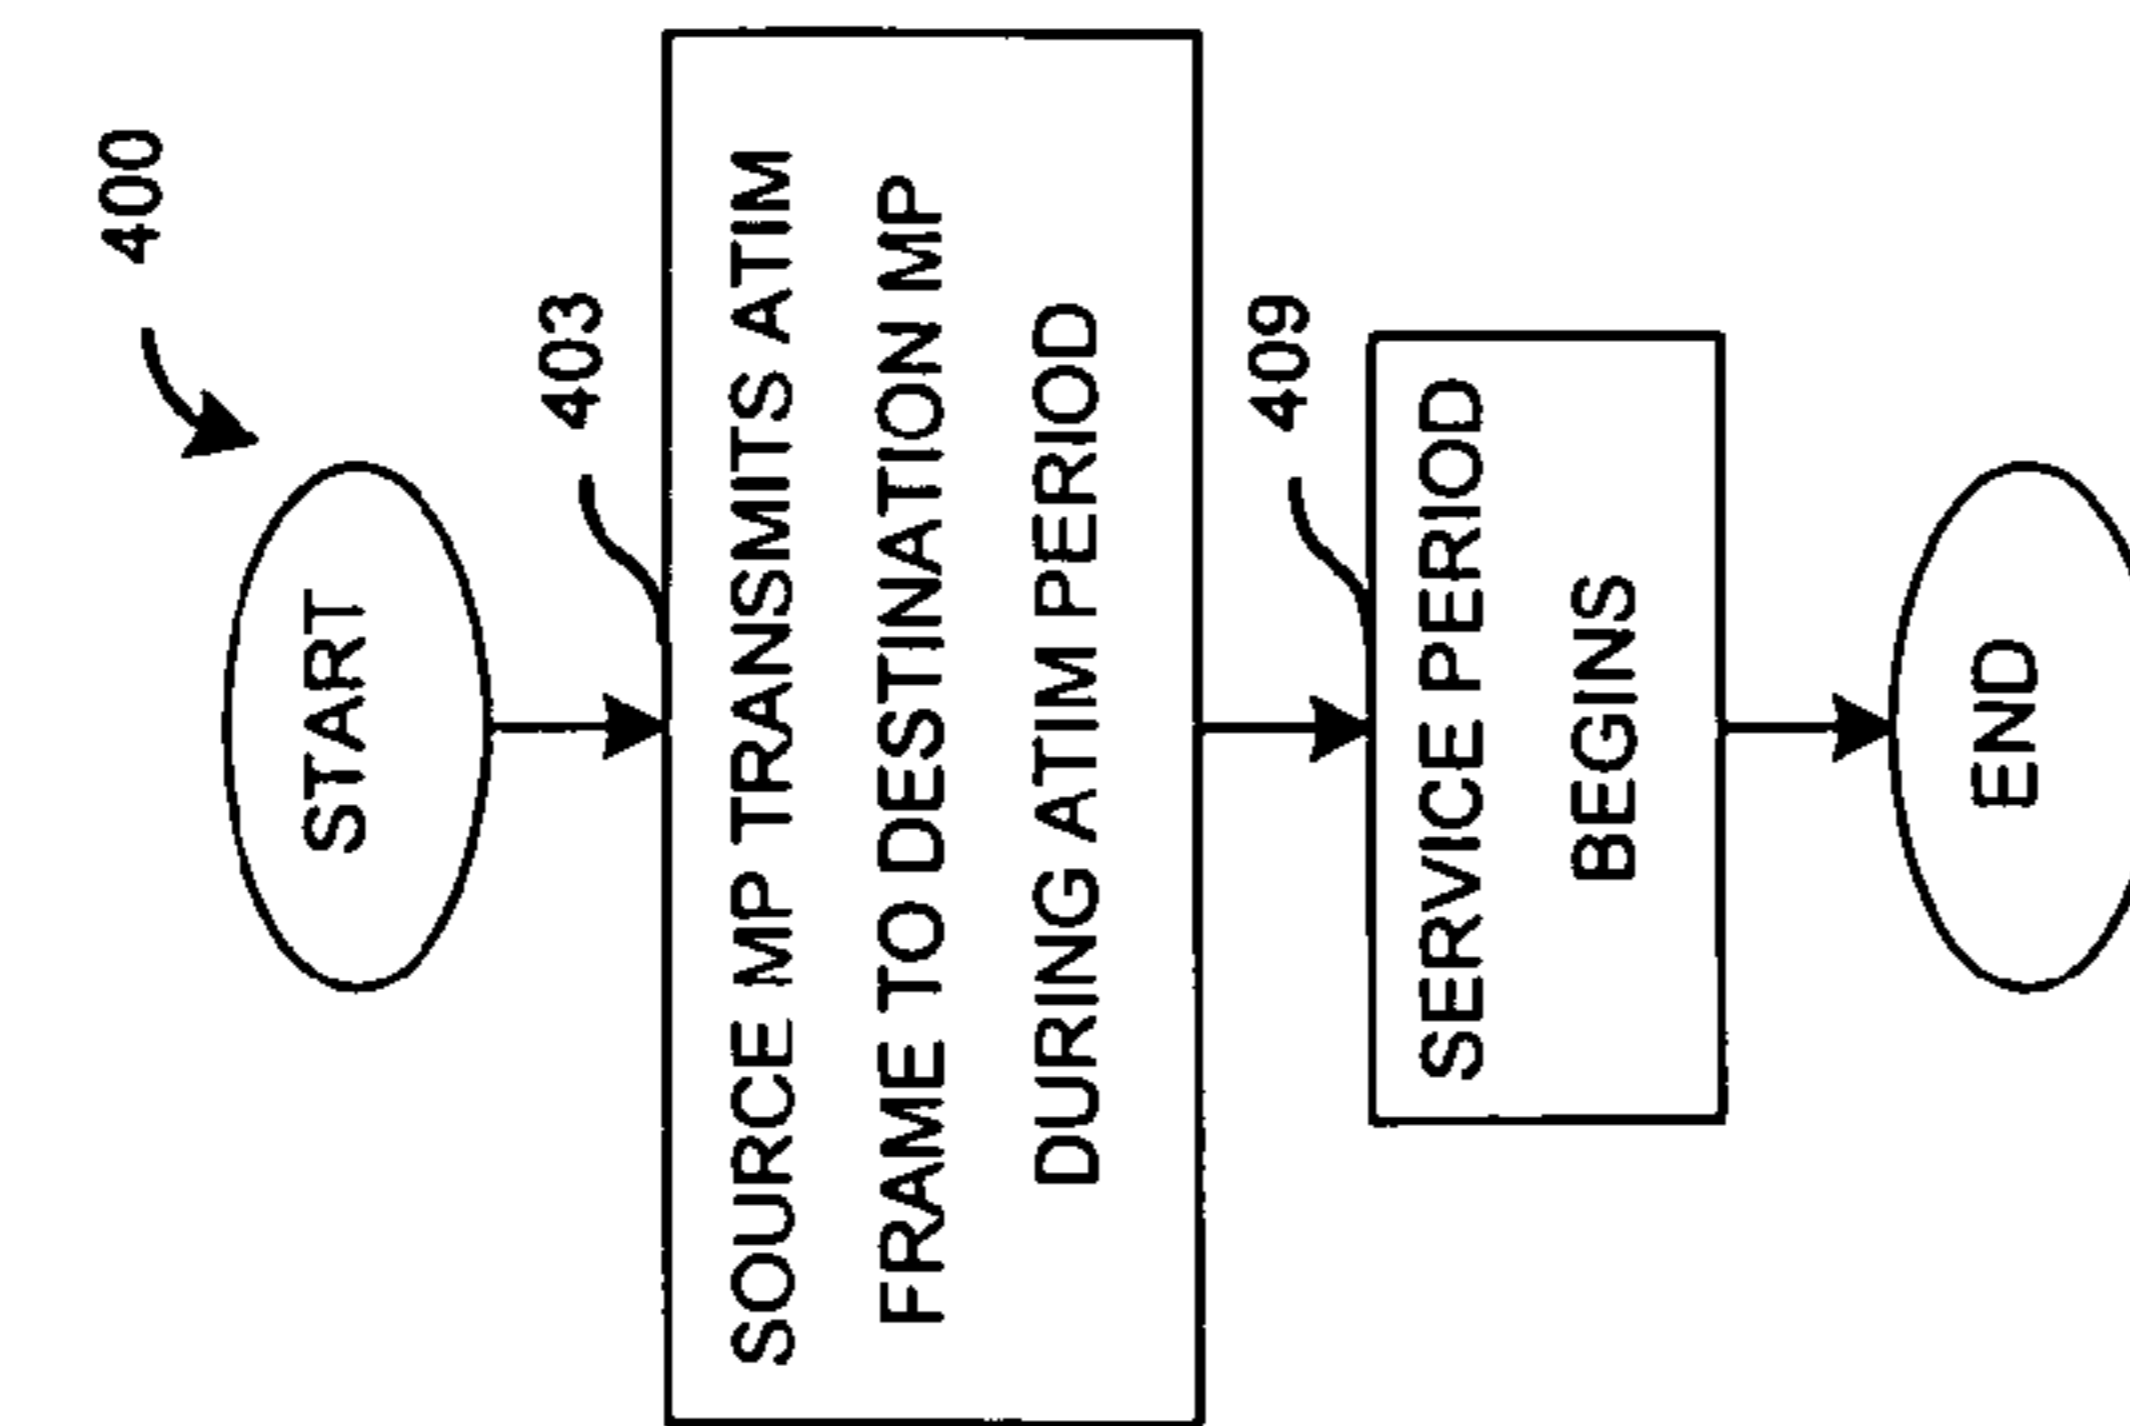 400
START
403
SOURCE MP TRANSMITS ATIM
FRAME TO DESTINATION MP
DURING ATIM PERIOD
409
SERVICE PERIOD
BEGINS
END